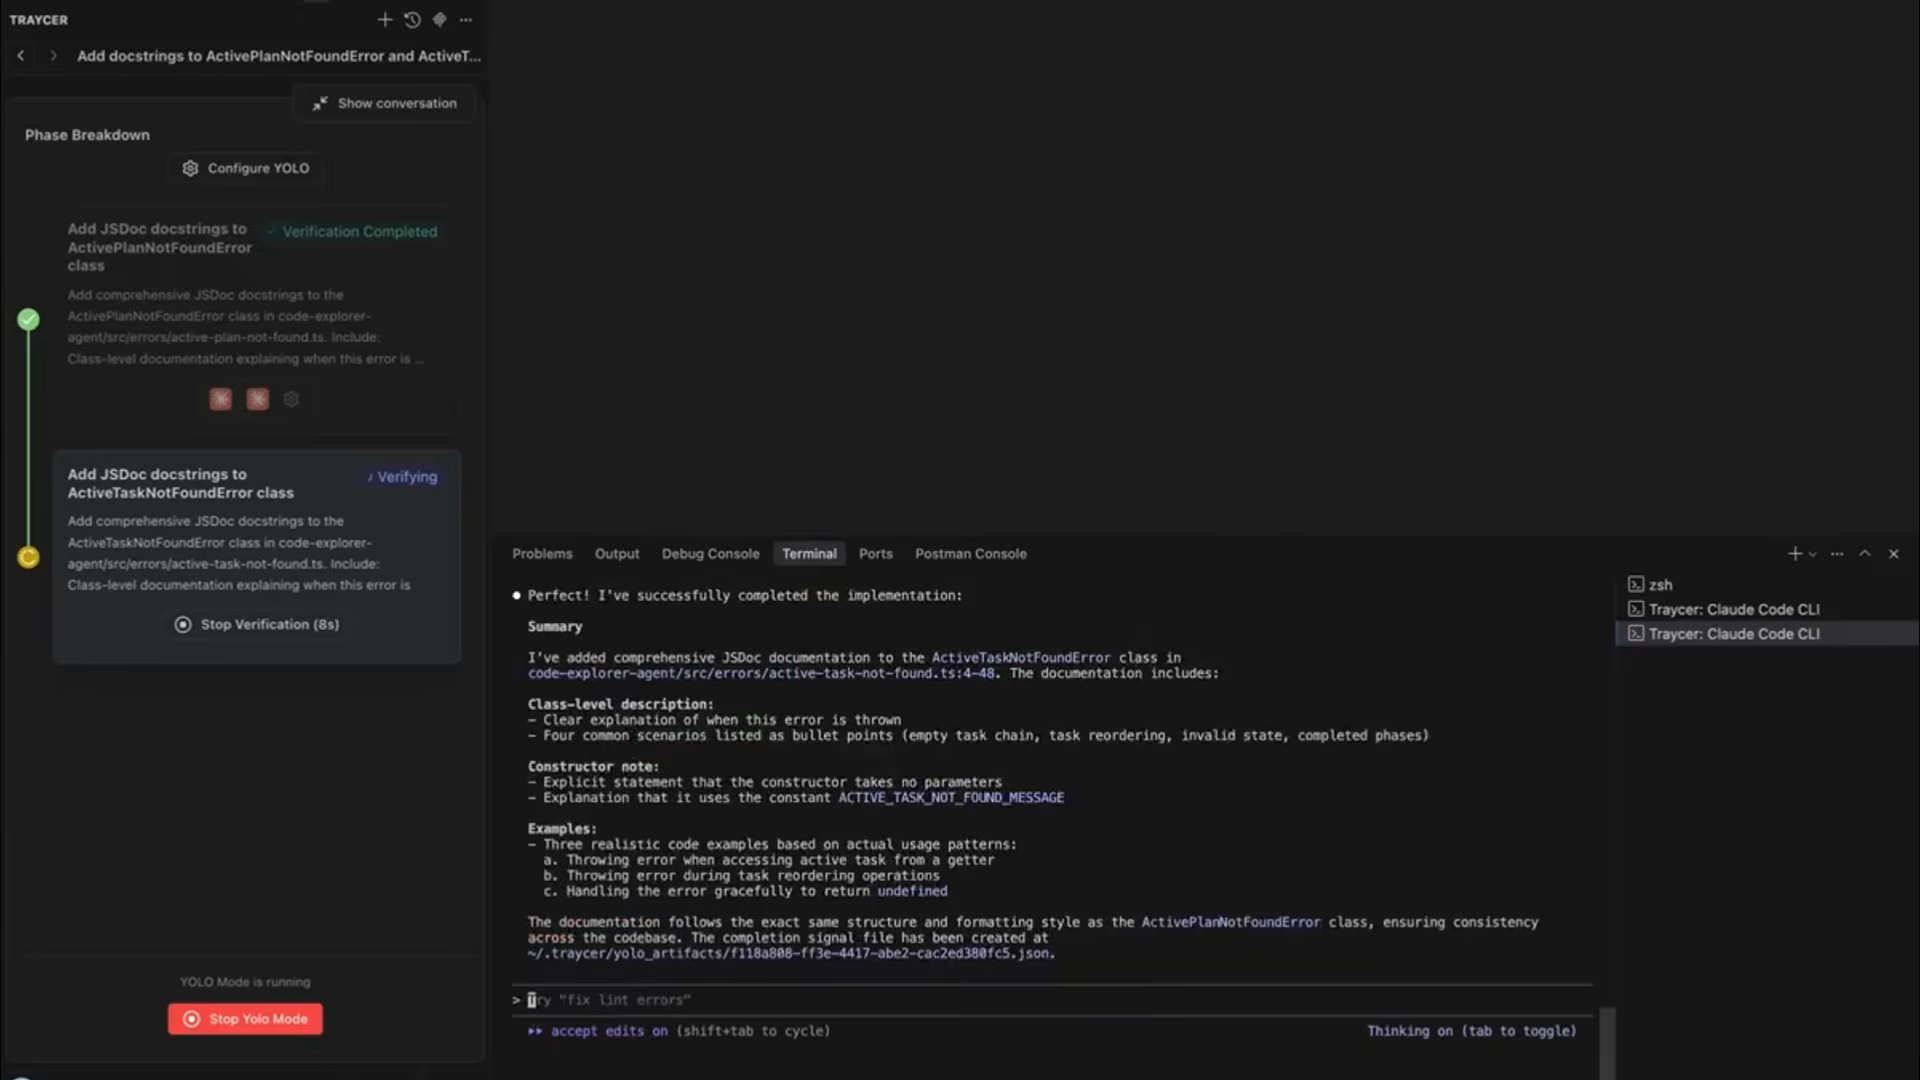 TRAYCER
Add docstrings to ActivePlanNotFoundError and ActiveT...
Show conversation
Phase Breakdown
Configure YOLO
Add JSDoc docstrings to
ActivePlanNotFoundError
class
Verification Completed
Add comprehensive JSDoc docstrings to the
ActivePlanNotFoundError class in code-explorer-
agent/src/errors/active-plan-not-found.ts. Include:
Class-level documentation explaining when this error is ...
Add JSDoc docstrings to
ActiveTaskNotFoundError class
Verifying
Add comprehensive JSDoc docstrings to the
ActiveTaskNotFoundError class in code-explorer-
agent/src/errors/active-task-not-found.ts. Include:
Class-level documentation explaining when this error is
Stop Verification (8s)
YOLO Mode is running
Stop Yolo Mode
Problems Output Debug Console Terminal Ports Postman Console
● Perfect! I've successfully completed the implementation:
Summary
I've added comprehensive JSDoc documentation to the ActiveTaskNotFoundError class in
code-explorer-agent/src/errors/active-task-not-found.ts:4-48. The documentation includes:
Class-level description:
- Clear explanation of when this error is thrown
- Four common scenarios listed as bullet points (empty task chain, task reordering, invalid state, completed phases)
Constructor note:
- Explicit statement that the constructor takes no parameters
- Explanation that it uses the constant ACTIVE_TASK_NOT_FOUND_MESSAGE
Examples:
- Three realistic code examples based on actual usage patterns:
a. Throwing error when accessing active task from a getter
b. Throwing error during task reordering operations
c. Handling the error gracefully to return undefined
The documentation follows the exact same structure and formatting style as the ActivePlanNotFoundError class, ensuring consistency
across the codebase. The completion signal file has been created at
~/.traycer/yolo_artifacts/f118a808-ff3e-4417-abe2-cac2ed380fc5.json.
> Try "fix lint errors"
▸▸ accept edits on (shift+tab to cycle)
Thinking on (tab to toggle)
zsh
Traycer: Claude Code CLI
Traycer: Claude Code CLI